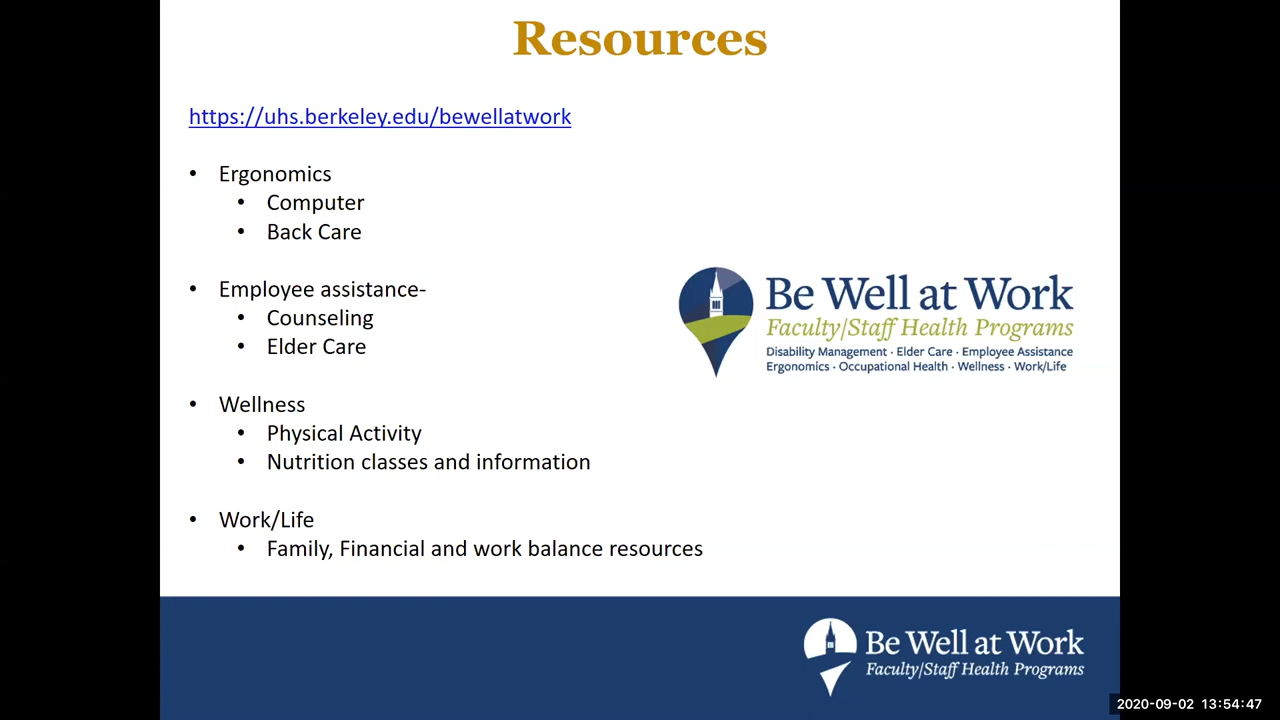 Resources
https://uhs.berkeley.edu/bewellatwork
• Ergonomics
• Computer
• Back Care
• Employee assistance-
• Counseling
• Elder Care
• Wellness
• Physical Activity
• Nutrition classes and information
• Work/Life
• Family, Financial and work balance resources
Be Well at Work
Faculty/Staff Health Programs
Disability Management · Elder Care · Employee Assistance
Ergonomics · Occupational Health · Wellness · Work/Life
Be Well at Work
Faculty/Staff Health Programs
2020-09-02 13:54:47